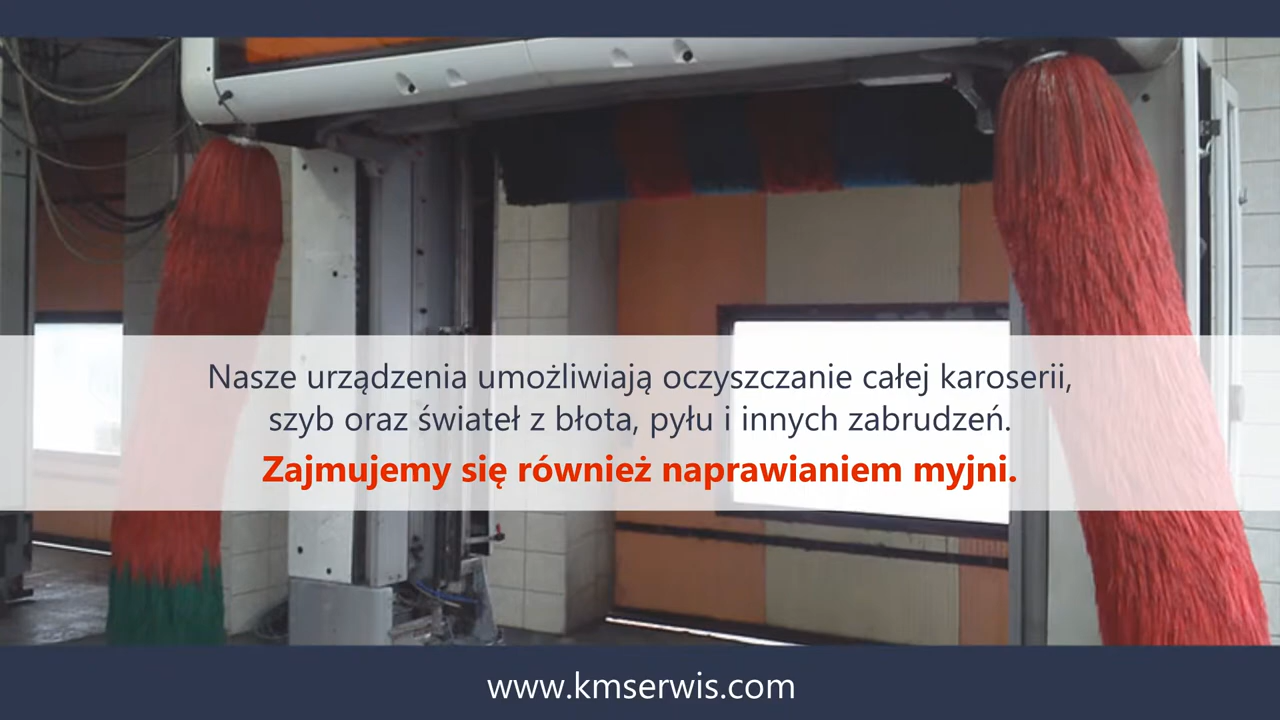 Nasze urządzenia umożliwiają oczyszczanie całej karoserii,
szyb oraz świateł z błota, pyłu i innych zabrudzeń.
Zajmujemy się również naprawianiem myjni.
www.kmserwis.com